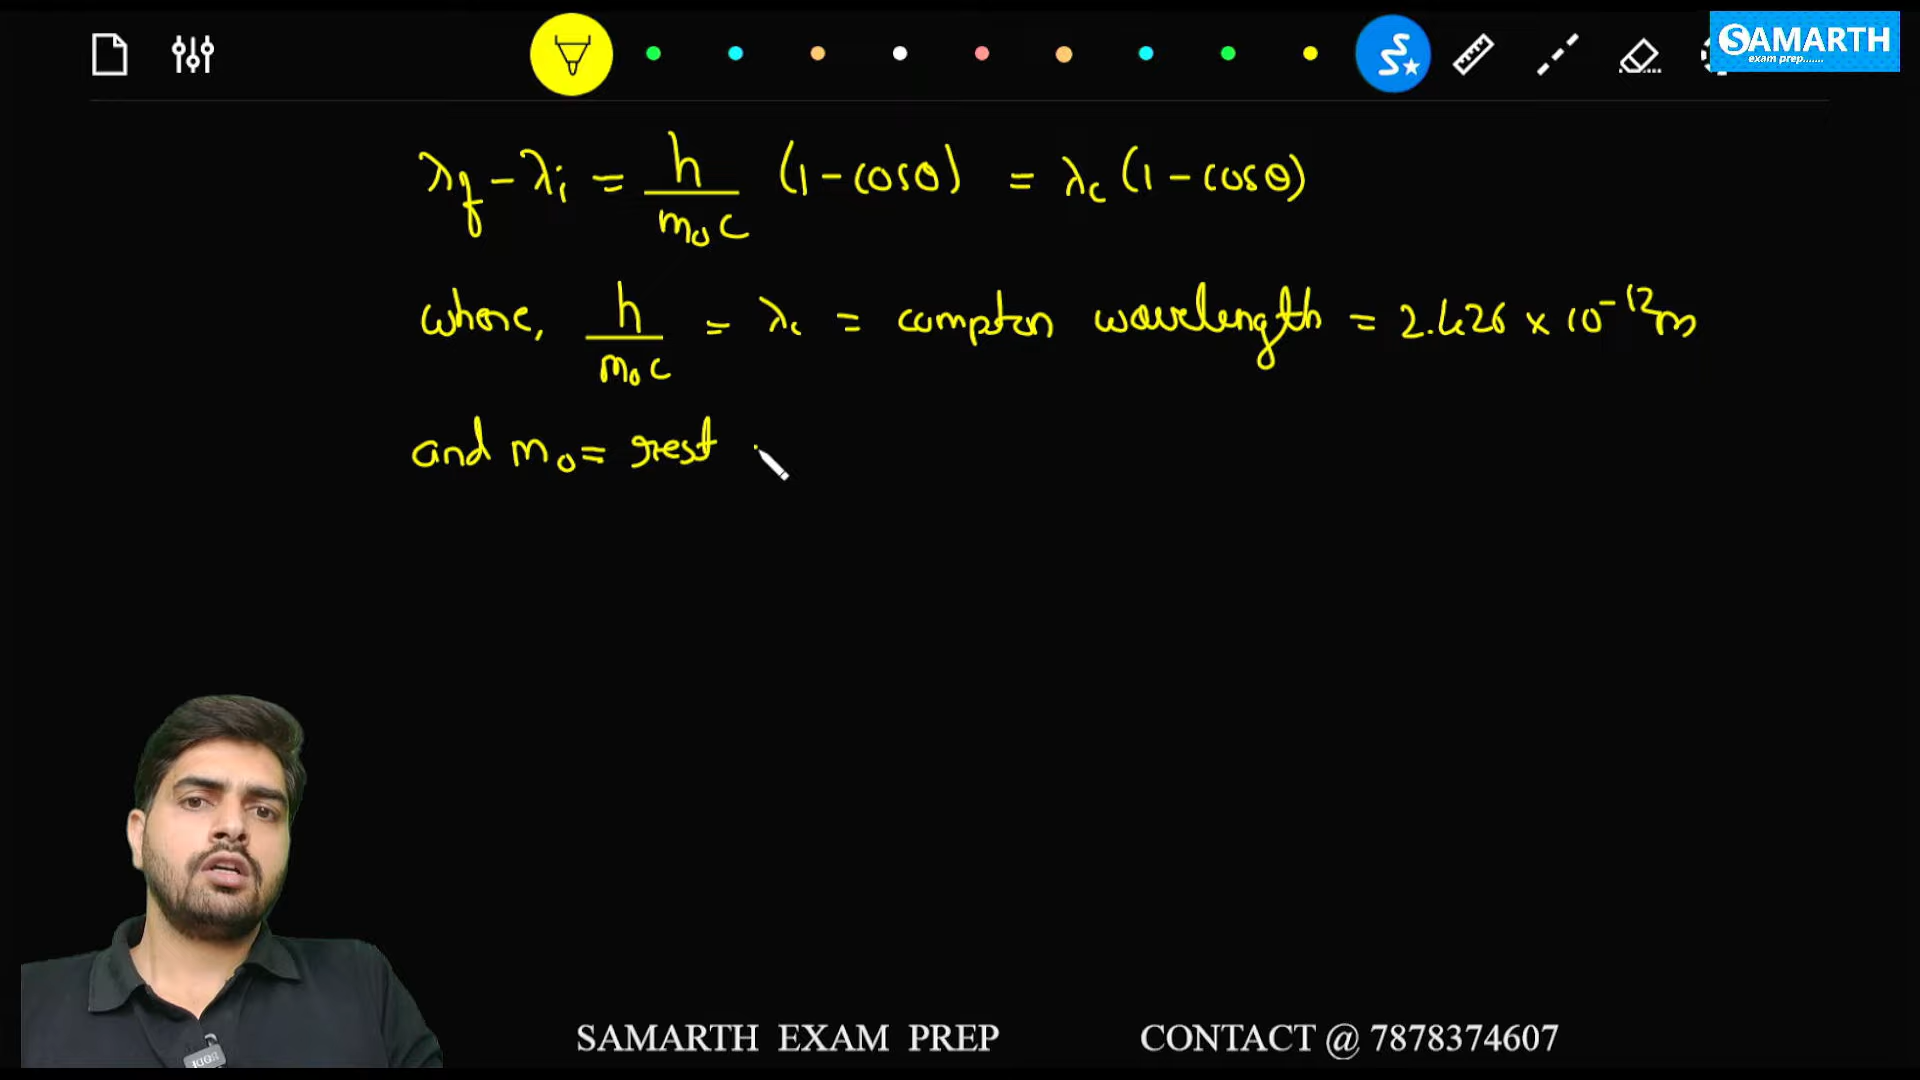 SAMARTH
exam prep......
λf - λi = h/m₀c (1 - cosθ) = λc (1 - cosθ)
where, h/m₀c = λc = compton wavelength = 2.426 × 10⁻¹² m
and m₀ = rest
SAMARTH EXAM PREP CONTACT @ 7878374607